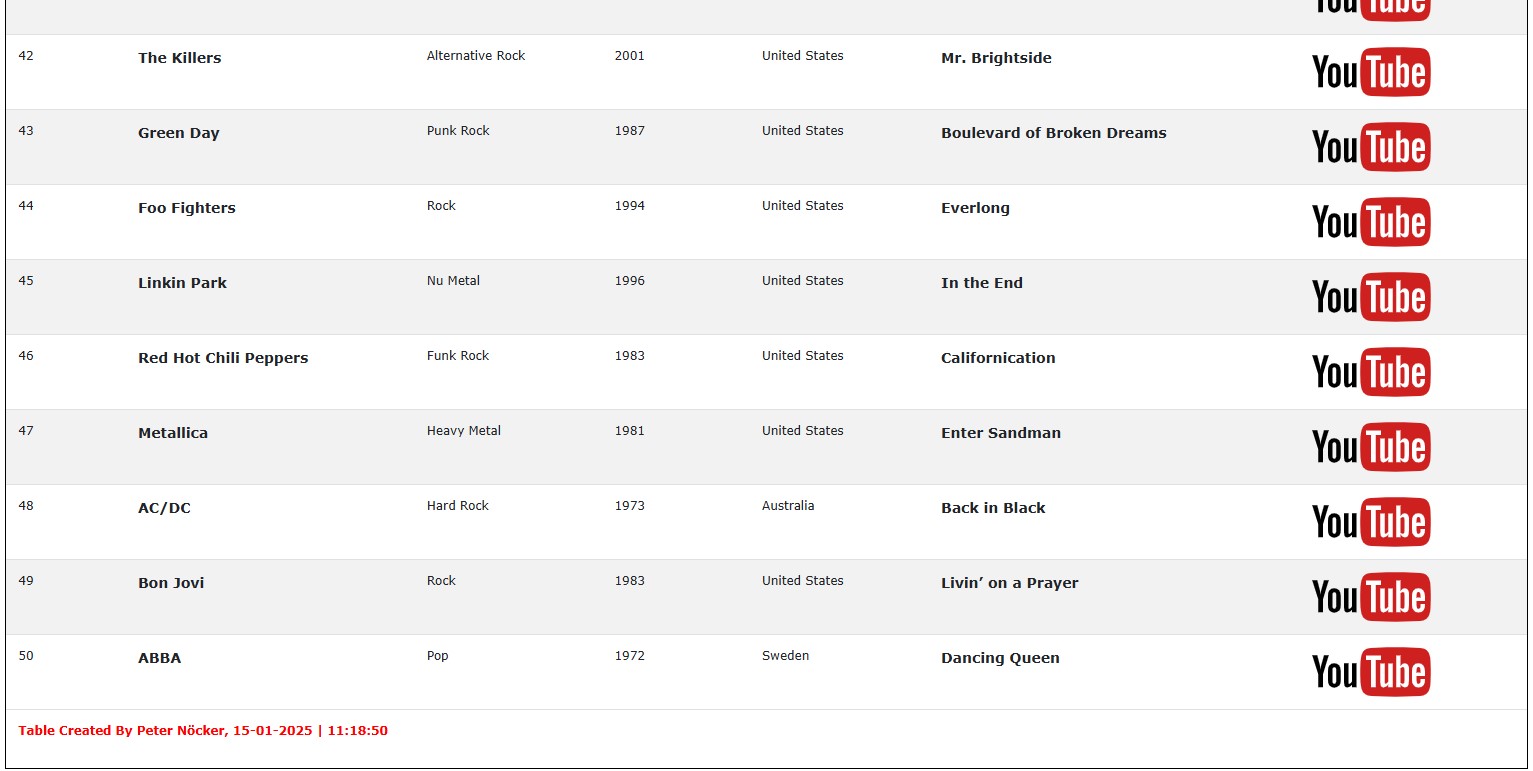 YouTube
42 The Killers Alternative Rock 2001 United States Mr. Brightside YouTube
43 Green Day Punk Rock 1987 United States Boulevard of Broken Dreams YouTube
44 Foo Fighters Rock 1994 United States Everlong YouTube
45 Linkin Park Nu Metal 1996 United States In the End YouTube
46 Red Hot Chili Peppers Funk Rock 1983 United States Californication YouTube
47 Metallica Heavy Metal 1981 United States Enter Sandman YouTube
48 AC/DC Hard Rock 1973 Australia Back in Black YouTube
49 Bon Jovi Rock 1983 United States Livin’ on a Prayer YouTube
50 ABBA Pop 1972 Sweden Dancing Queen YouTube
Table Created By Peter Nöcker, 15-01-2025 | 11:18:50